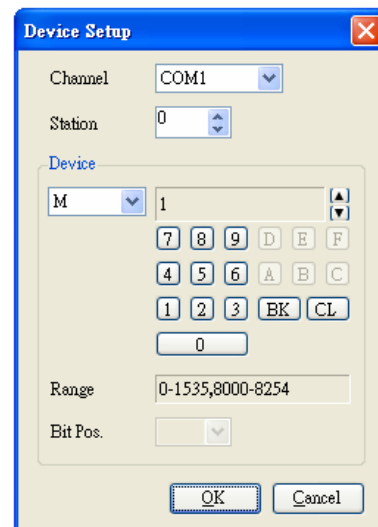 Device Setup
Channel COM1
Station 0
Device
M 1
7 8 9 D E F
4 5 6 A B C
1 2 3 BK CL
0
Range 0-1535,8000-8254
Bit Pos.
OK Cancel